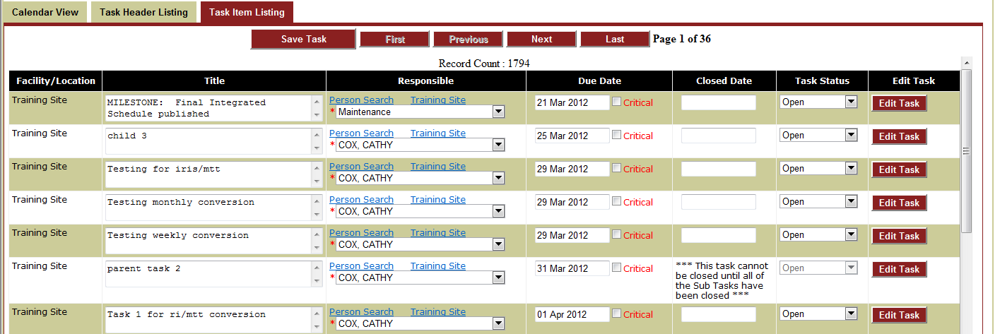 Calendar View Task Header Listing Task Item Listing
Save Task First Previous Next Last Page 1 of 36
Record Count : 1794
Facility/Location Title Responsible Due Date Closed Date Task Status Edit Task
Training Site MILESTONE: Final Integrated Schedule published Person Search Training Site * Maintenance 21 Mar 2012 Critical Open Edit Task
Training Site child 3 Person Search Training Site * COX, CATHY 25 Mar 2012 Critical Open Edit Task
Training Site Testing for iris/mtt Person Search Training Site * COX, CATHY 29 Mar 2012 Critical Open Edit Task
Training Site Testing monthly conversion Person Search Training Site * COX, CATHY 29 Mar 2012 Critical Open Edit Task
Training Site Testing weekly conversion Person Search Training Site * COX, CATHY 29 Mar 2012 Critical Open Edit Task
Training Site parent task 2 Person Search Training Site * COX, CATHY 31 Mar 2012 Critical *** This task cannot be closed until all of the Sub Tasks have been closed *** Open Edit Task
Training Site Task 1 for ri/mtt conversion Person Search Training Site * COX, CATHY 01 Apr 2012 Critical Open Edit Task